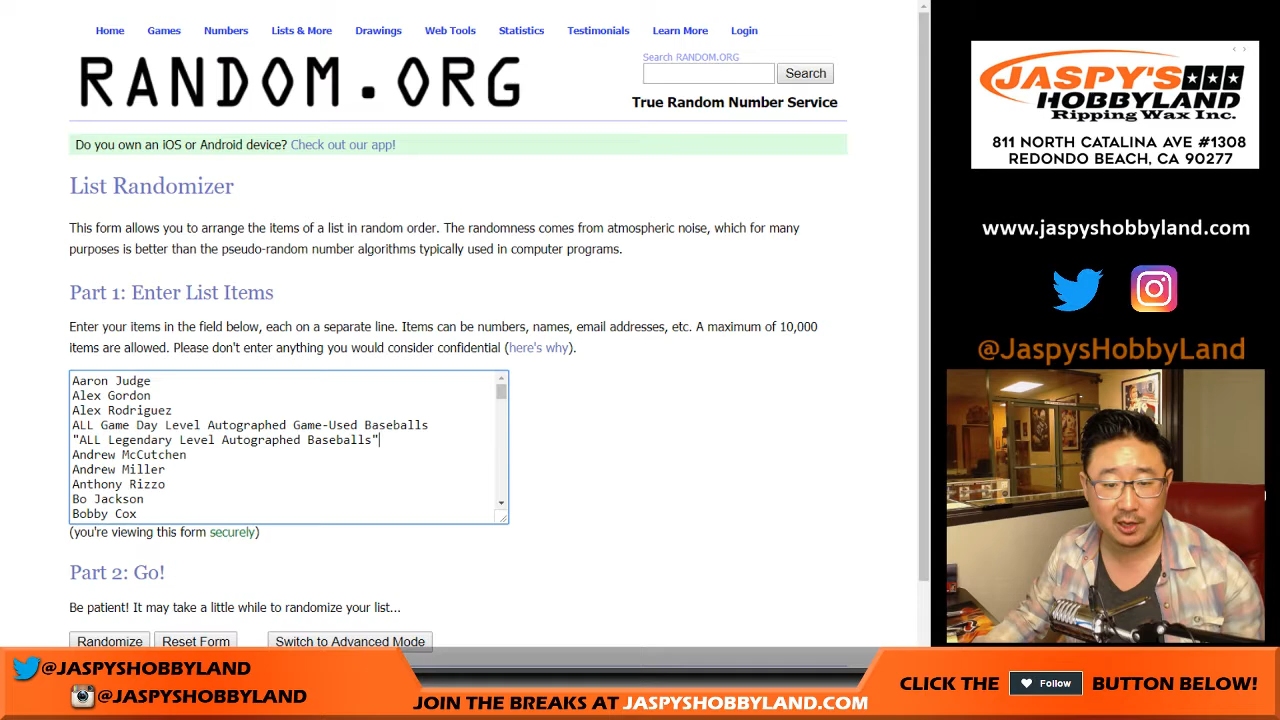 Home Games Numbers Lists & More Drawings Web Tools Statistics Testimonials Learn More Login
RANDOM.ORG
Search RANDOM.ORG
Search
True Random Number Service
Do you own an iOS or Android device? Check out our app!
List Randomizer
This form allows you to arrange the items of a list in random order. The randomness comes from atmospheric noise, which for many
purposes is better than the pseudo-random number algorithms typically used in computer programs.
Part 1: Enter List Items
Enter your items in the field below, each on a separate line. Items can be numbers, names, email addresses, etc. A maximum of 10,000
items are allowed. Please don't enter anything you would consider confidential (here's why).
Aaron Judge
Alex Gordon
Alex Rodriguez
ALL Game Day Level Autographed Game-Used Baseballs
"ALL Legendary Level Autographed Baseballs"
Andrew McCutchen
Andrew Miller
Anthony Rizzo
Bo Jackson
Bobby Cox
(you're viewing this form securely)
Part 2: Go!
Be patient! It may take a little while to randomize your list...
Randomize Reset Form Switch to Advanced Mode
JASPY'S
HOBBYLAND
Ripping Wax Inc.
811 NORTH CATALINA AVE #1308
REDONDO BEACH, CA 90277
www.jaspyshobbyland.com
@JaspysHobbyLand
@JASPYSHOBBYLAND
@JASPYSHOBBYLAND
JOIN THE BREAKS AT JASPYSHOBBYLAND.COM
CLICK THE Follow BUTTON BELOW!